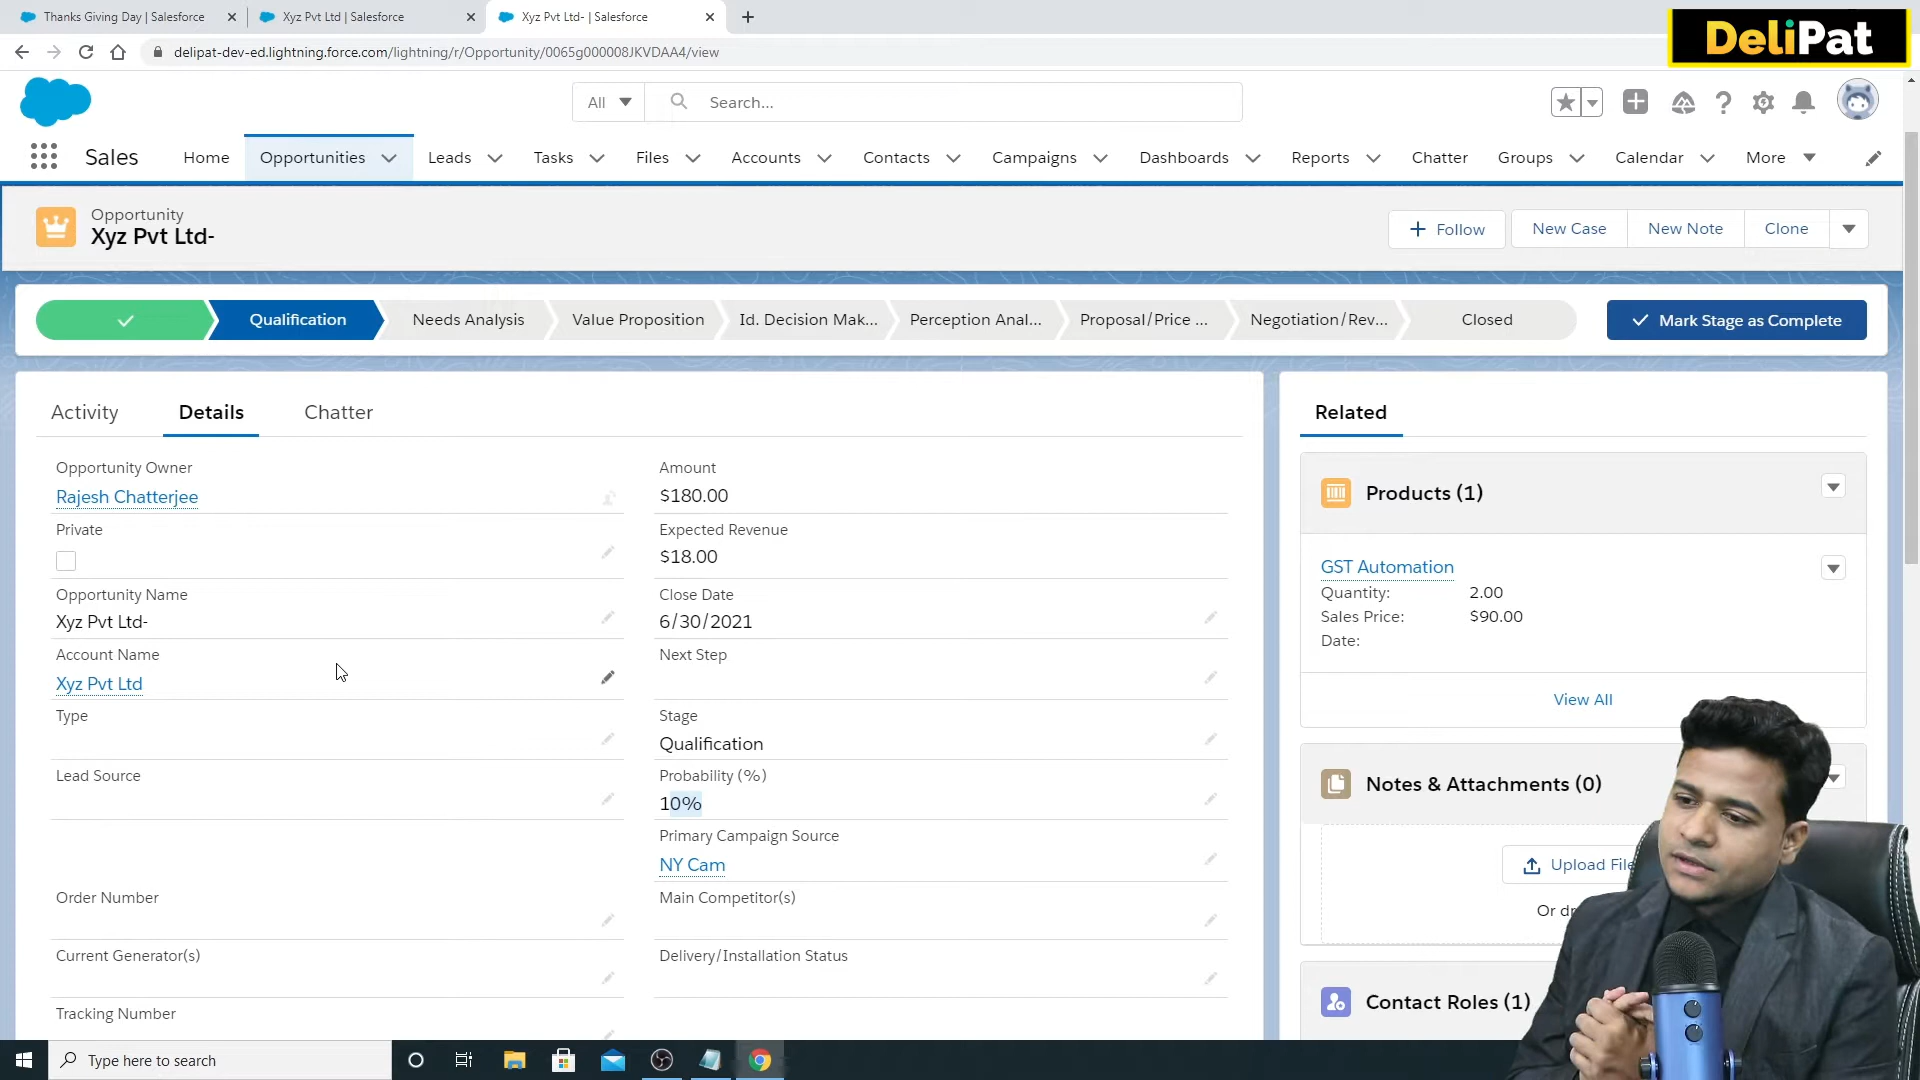 Thanks Giving Day | Salesforce
Xyz Pvt Ltd | Salesforce
Xyz Pvt Ltd- | Salesforce
delipat-dev-ed.lightning.force.com/lightning/r/Opportunity/0065g000008JKVDAA4/view
DeliPat
All
Search...
Sales
Home
Opportunities
Leads
Tasks
Files
Accounts
Contacts
Campaigns
Dashboards
Reports
Chatter
Groups
Calendar
More
Opportunity
Xyz Pvt Ltd-
Follow
New Case
New Note
Clone
Qualification
Needs Analysis
Value Proposition
Id. Decision Mak...
Perception Anal...
Proposal/Price ...
Negotiation/Rev...
Closed
Mark Stage as Complete
Activity
Details
Chatter
Opportunity Owner
Rajesh Chatterjee
Private
Opportunity Name
Xyz Pvt Ltd-
Account Name
Xyz Pvt Ltd
Type
Lead Source
Order Number
Current Generator(s)
Tracking Number
Amount
$180.00
Expected Revenue
$18.00
Close Date
6/30/2021
Next Step
Stage
Qualification
Probability (%)
10%
Primary Campaign Source
NY Cam
Main Competitor(s)
Delivery/Installation Status
Related
Products (1)
GST Automation
Quantity: 2.00
Sales Price: $90.00
Date:
View All
Notes & Attachments (0)
Upload File
Or dr
Contact Roles (1)
Type here to search